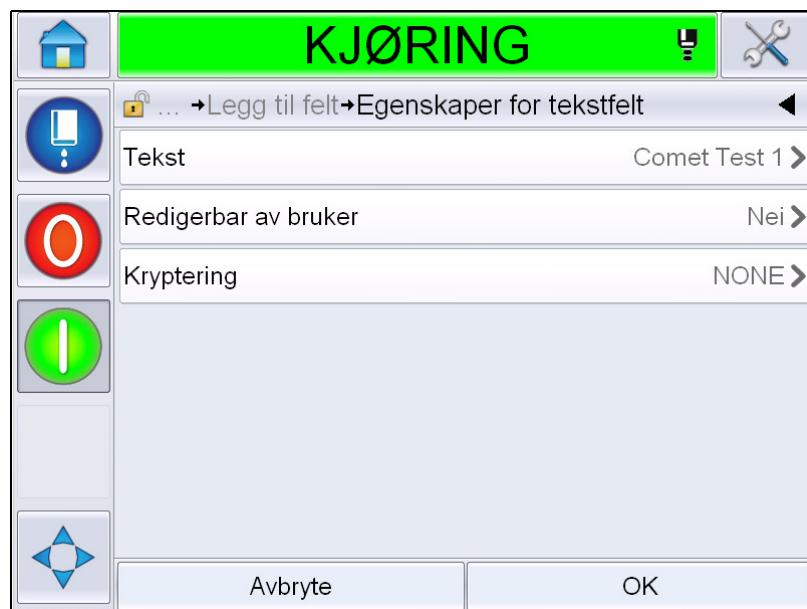 KJØRING
... →Legg til felt→Egenskaper for tekstfelt
Tekst Comet Test 1
Redigerbar av bruker Nei
Kryptering NONE
Avbryte OK